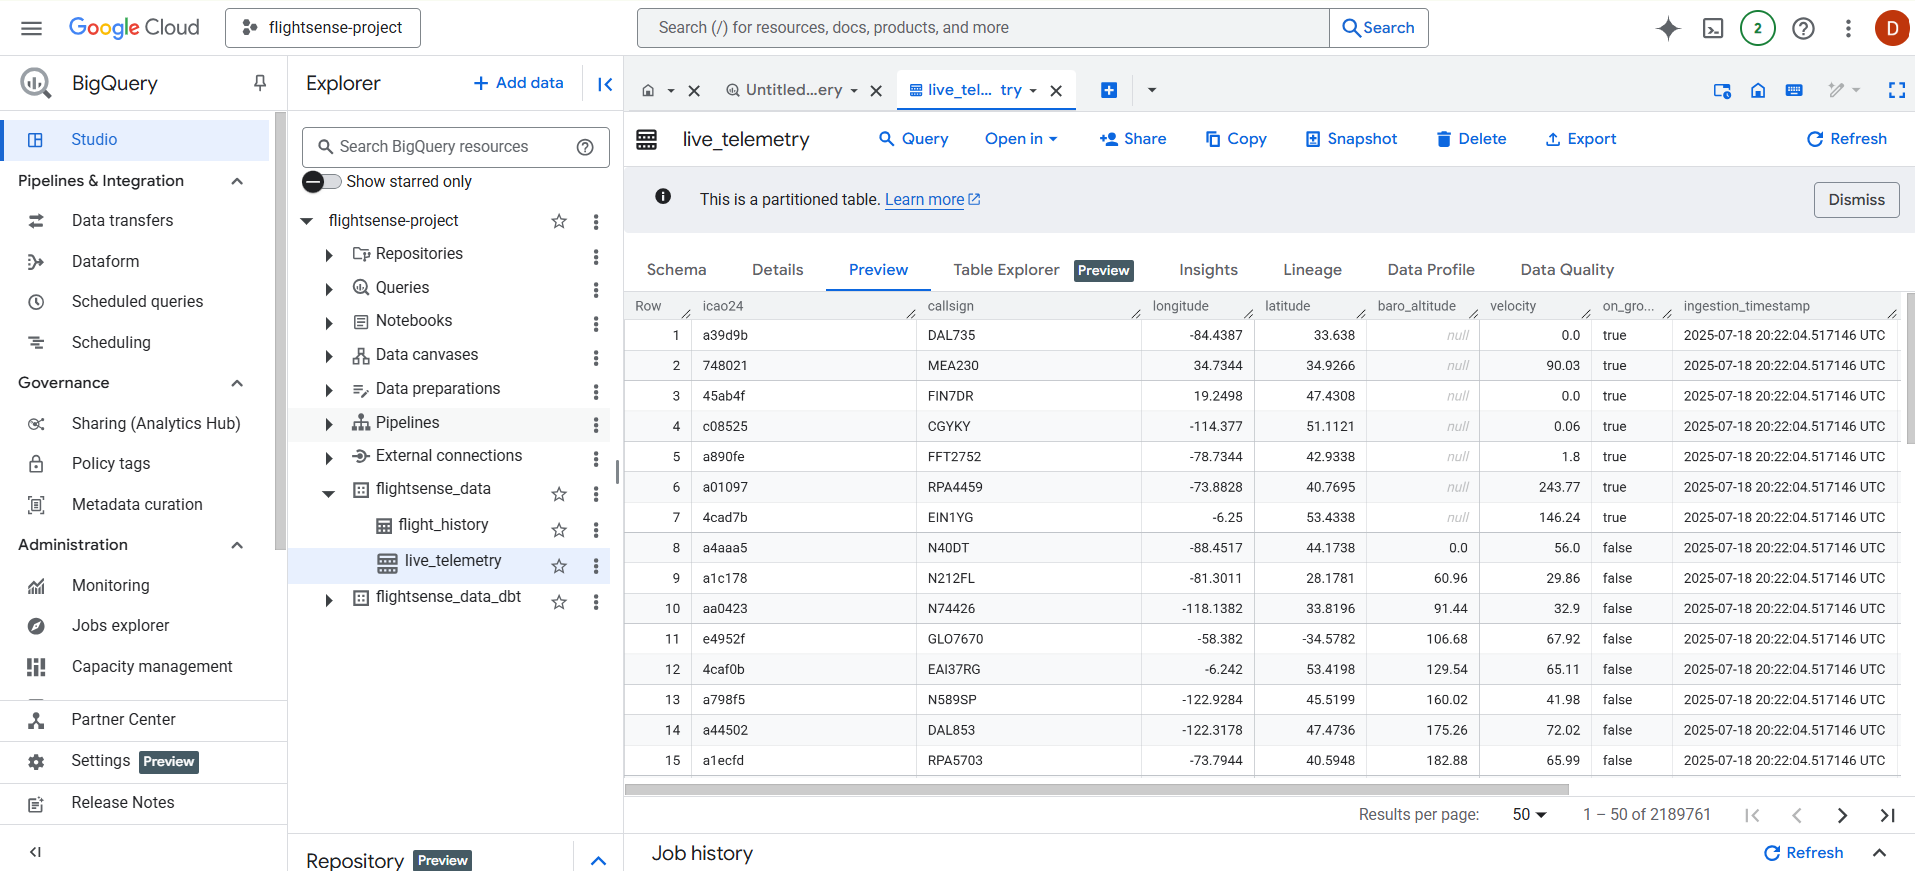 Google Cloud
flightsense-project
Search (/) for resources, docs, products, and more
Search
2
D
BigQuery
Studio
Pipelines & Integration
Data transfers
Dataform
Scheduled queries
Scheduling
Governance
Sharing (Analytics Hub)
Policy tags
Metadata curation
Administration
Monitoring
Jobs explorer
Capacity management
Partner Center
Settings Preview
Release Notes
Explorer
+ Add data
Search BigQuery resources
Show starred only
flightsense-project
Repositories
Queries
Notebooks
Data canvases
Data preparations
Pipelines
External connections
flightsense_data
flight_history
live_telemetry
flightsense_data_dbt
Repository Preview
Untitled...ery
live_tel... try
live_telemetry
Query
Open in
Share
Copy
Snapshot
Delete
Export
Refresh
This is a partitioned table. Learn more
Dismiss
Schema Details Preview Table Explorer Preview Insights Lineage Data Profile Data Quality
Row icao24 callsign longitude latitude baro_altitude velocity on_gro... ingestion_timestamp
1 a39d9b DAL735 -84.4387 33.638 null 0.0 true 2025-07-18 20:22:04.517146 UTC
2 748021 MEA230 34.7344 34.9266 null 90.03 true 2025-07-18 20:22:04.517146 UTC
3 45ab4f FIN7DR 19.2498 47.4308 null 0.0 true 2025-07-18 20:22:04.517146 UTC
4 c08525 CGYKY -114.377 51.1121 null 0.06 true 2025-07-18 20:22:04.517146 UTC
5 a890fe FFT2752 -78.7344 42.9338 null 1.8 true 2025-07-18 20:22:04.517146 UTC
6 a01097 RPA4459 -73.8828 40.7695 null 243.77 true 2025-07-18 20:22:04.517146 UTC
7 4cad7b EIN1YG -6.25 53.4338 null 146.24 true 2025-07-18 20:22:04.517146 UTC
8 a4aaa5 N40DT -88.4517 44.1738 0.0 56.0 false 2025-07-18 20:22:04.517146 UTC
9 a1c178 N212FL -81.3011 28.1781 60.96 29.86 false 2025-07-18 20:22:04.517146 UTC
10 aa0423 N74426 -118.1382 33.8196 91.44 32.9 false 2025-07-18 20:22:04.517146 UTC
11 e4952f GLO7670 -58.382 -34.5782 106.68 67.92 false 2025-07-18 20:22:04.517146 UTC
12 4caf0b EAI37RG -6.242 53.4198 129.54 65.11 false 2025-07-18 20:22:04.517146 UTC
13 a798f5 N589SP -122.9284 45.5199 160.02 41.98 false 2025-07-18 20:22:04.517146 UTC
14 a44502 DAL853 -122.3178 47.4736 175.26 72.02 false 2025-07-18 20:22:04.517146 UTC
15 a1ecfd RPA5703 -73.7944 40.5948 182.88 65.99 false 2025-07-18 20:22:04.517146 UTC
Results per page: 50 1 – 50 of 2189761
Job history
Refresh